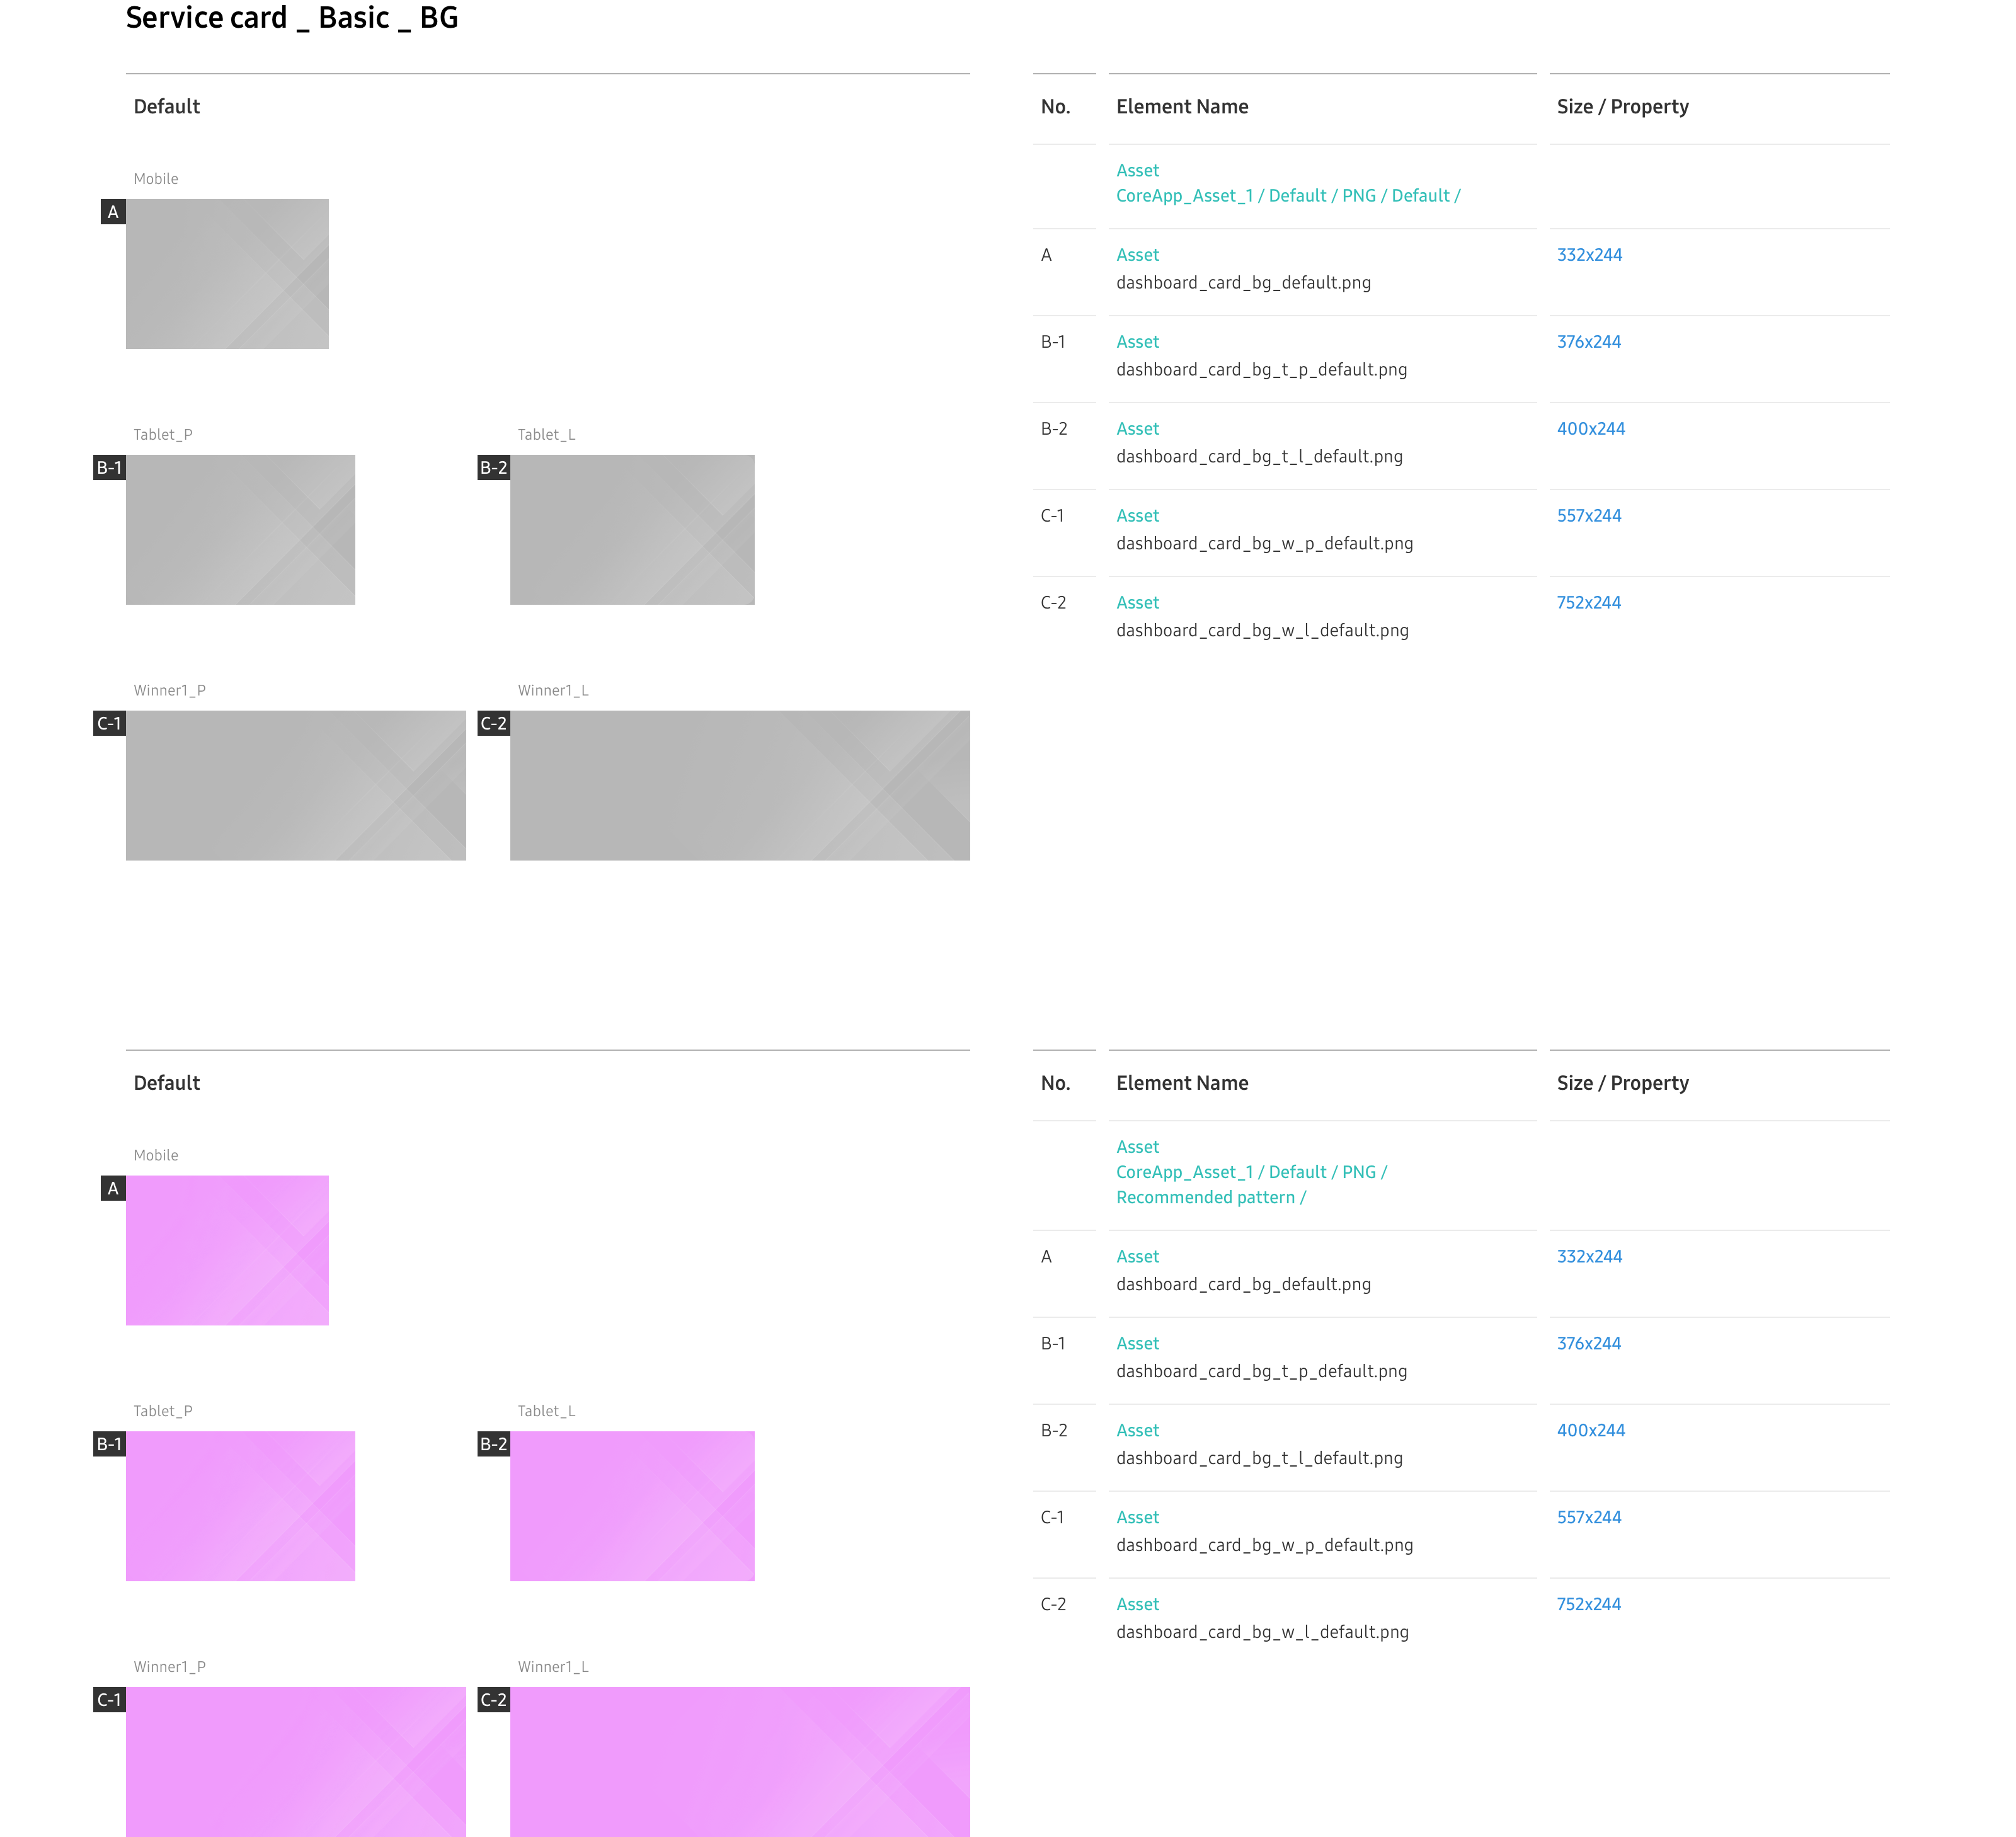 Service card _ Basic _ BG
Default
Mobile
A
Tablet_P
B-1
Tablet_L
B-2
Winner1_P
C-1
Winner1_L
C-2
No.
Element Name
Size / Property
Asset
CoreApp_Asset_1 / Default / PNG / Default /
A
Asset
332x244
dashboard_card_bg_default.png
B-1
Asset
376x244
dashboard_card_bg_t_p_default.png
B-2
Asset
400x244
dashboard_card_bg_t_l_default.png
C-1
Asset
557x244
dashboard_card_bg_w_p_default.png
C-2
Asset
752x244
dashboard_card_bg_w_l_default.png
Default
Mobile
A
Tablet_P
B-1
Tablet_L
B-2
Winner1_P
C-1
Winner1_L
C-2
No.
Element Name
Size / Property
Asset
CoreApp_Asset_1 / Default / PNG /
Recommended pattern /
A
Asset
332x244
dashboard_card_bg_default.png
B-1
Asset
376x244
dashboard_card_bg_t_p_default.png
B-2
Asset
400x244
dashboard_card_bg_t_l_default.png
C-1
Asset
557x244
dashboard_card_bg_w_p_default.png
C-2
Asset
752x244
dashboard_card_bg_w_l_default.png